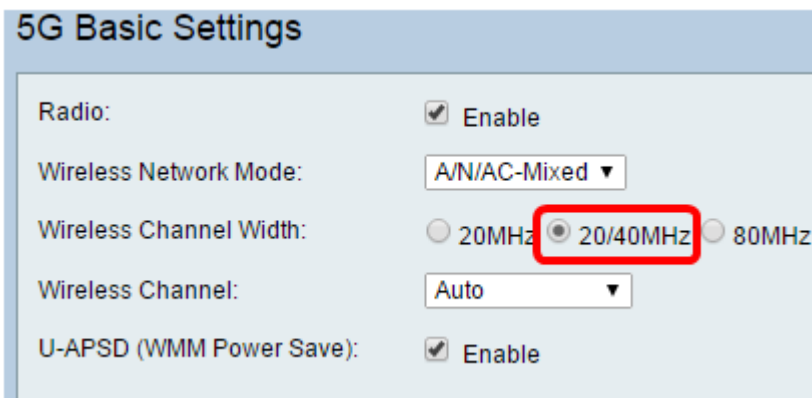 5G Basic Settings
Radio: Enable
Wireless Network Mode: A/N/AC-Mixed
Wireless Channel Width: 20MHz 20/40MHz 80MHz
Wireless Channel: Auto
U-APSD (WMM Power Save): Enable